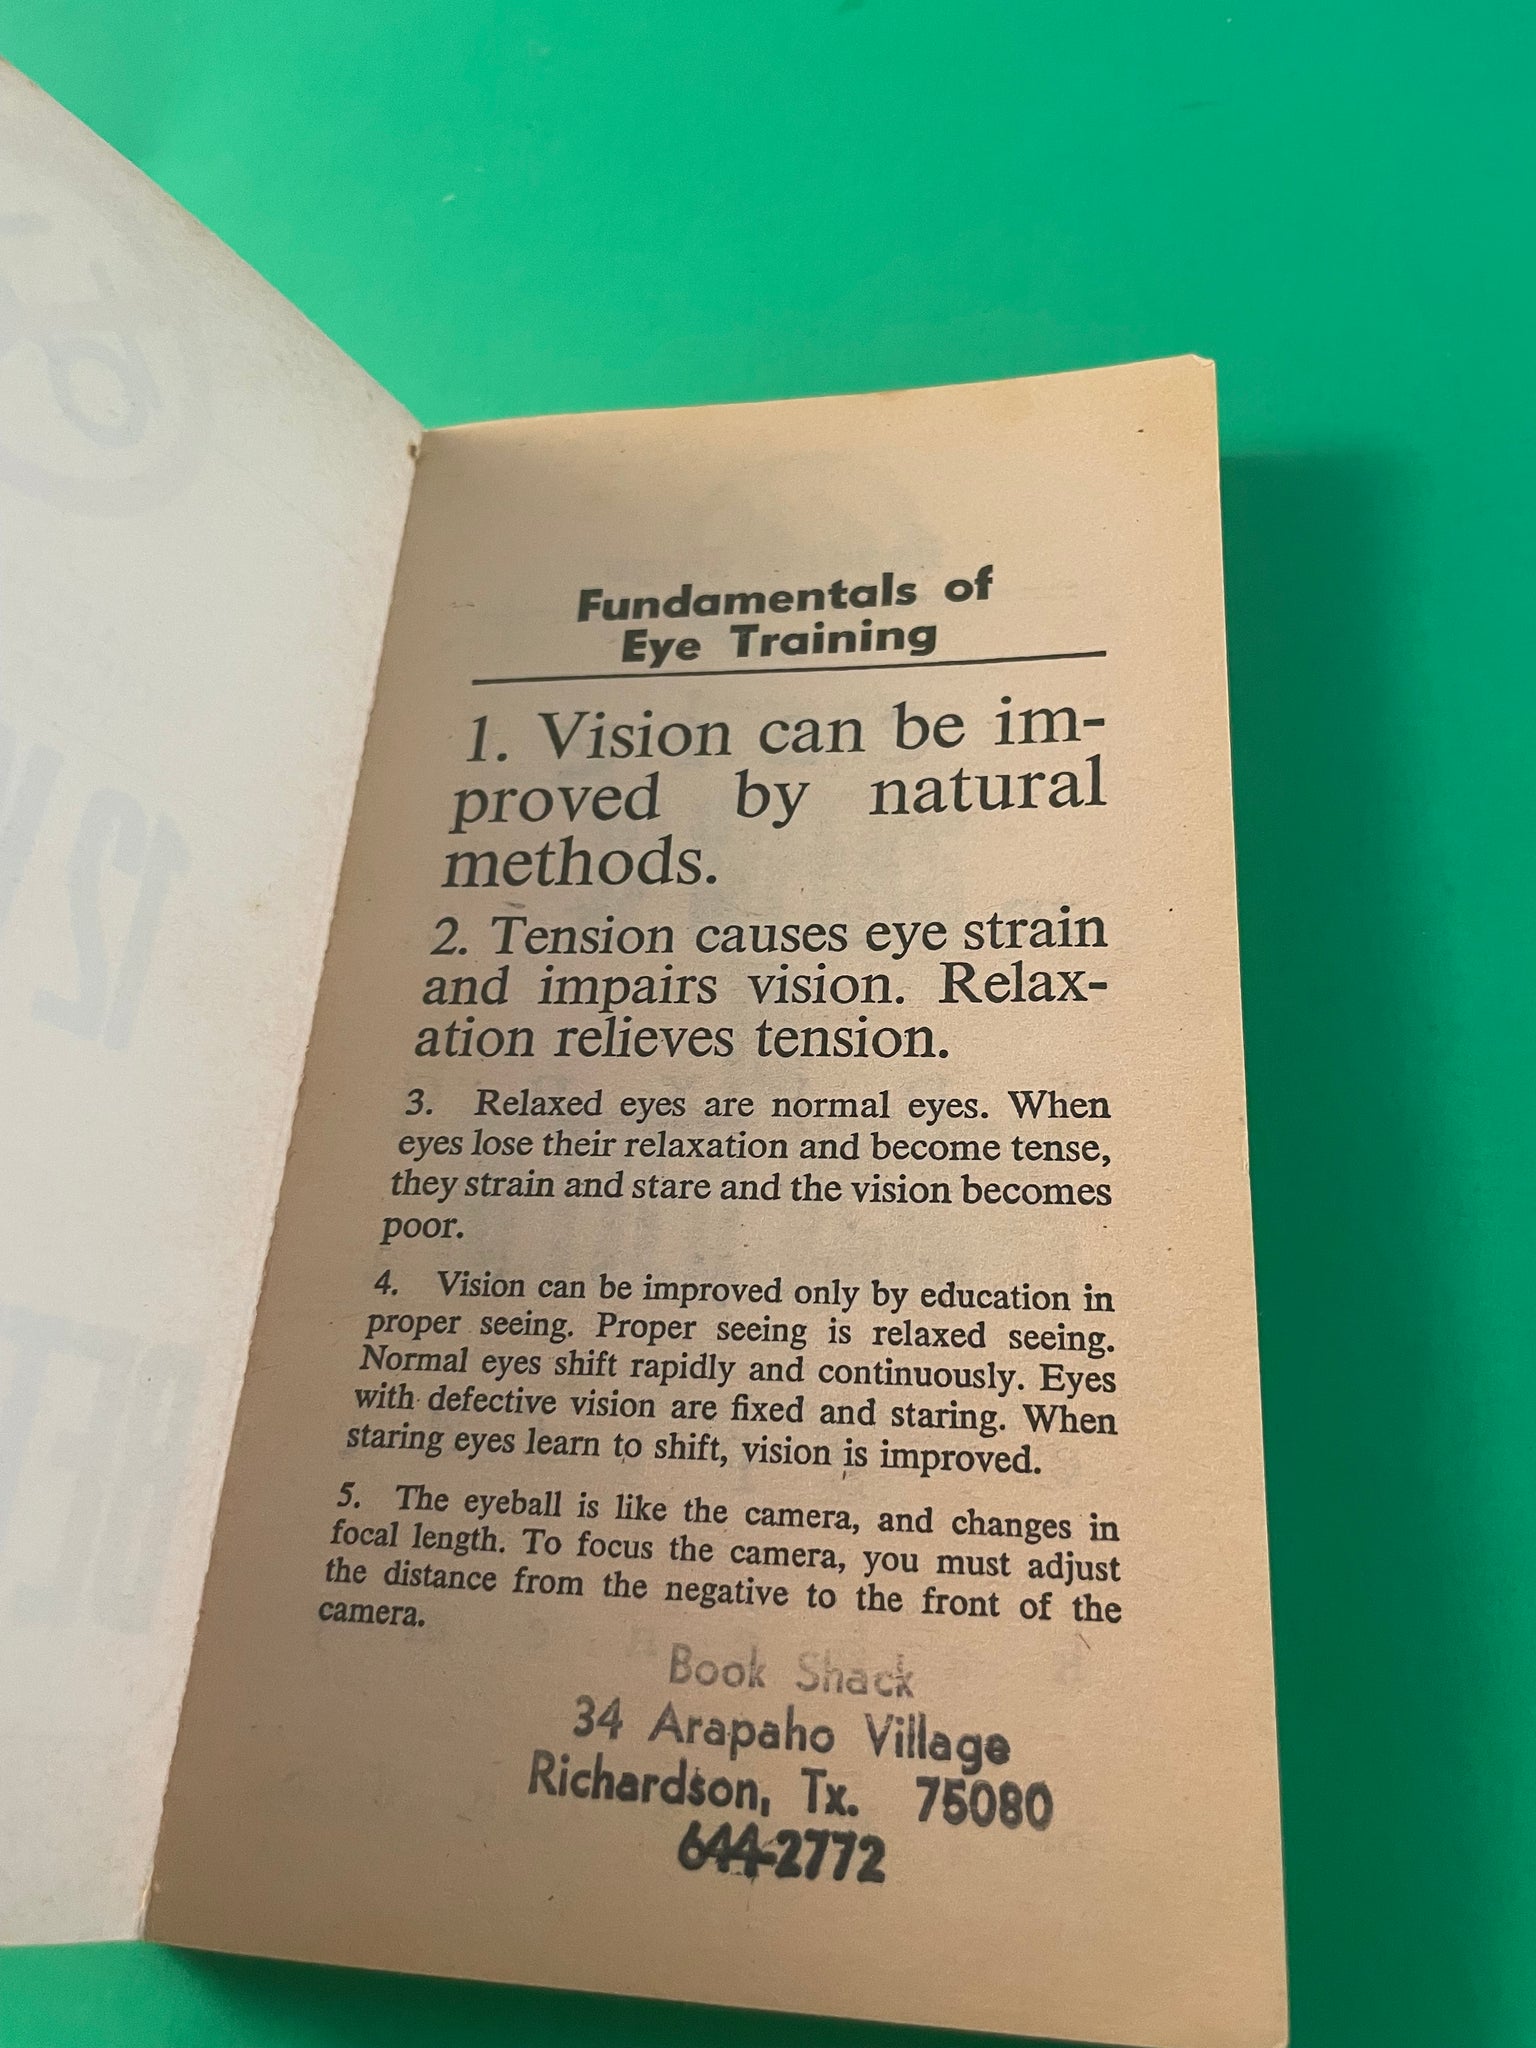 Fundamentals of
Eye Training
1. Vision can be im-
proved by natural
methods.
2. Tension causes eye strain
and impairs vision. Relax-
ation relieves tension.
3. Relaxed eyes are normal eyes. When
eyes lose their relaxation and become tense,
they strain and stare and the vision becomes
poor.
4. Vision can be improved only by education in
proper seeing. Proper seeing is relaxed seeing.
Normal eyes shift rapidly and continuously. Eyes
with defective vision are fixed and staring. When
staring eyes learn to shift, vision is improved.
5. The eyeball is like the camera, and changes in
focal length. To focus the camera, you must adjust
the distance from the negative to the front of the
camera.
Book Shack
34 Arapaho Village
Richardson, Tx. 75080
644-2772